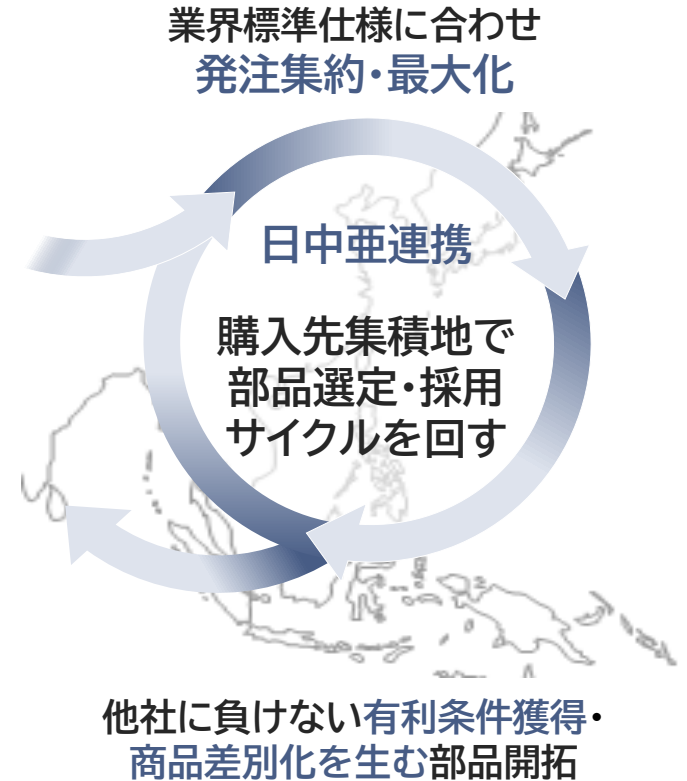 業界標準仕様に合わせ
発注集約・最大化
日中亜連携
購入先集積地で
部品選定・採用
サイクルを回す
他社に負けない有利条件獲得・
商品差別化を生む部品開拓